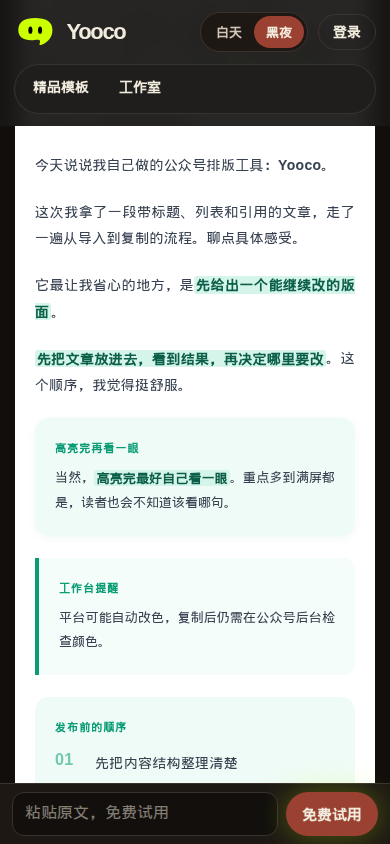 Yooco
白天 黑夜 登录
精品模板 工作室
今天说说我自己做的公众号排版工具：Yooco。
这次我拿了一段带标题、列表和引用的文章，走了
一遍从导入到复制的流程。聊点具体感受。
它最让我省心的地方，是先给出一个能继续改的版
面。
先把文章放进去，看到结果，再决定哪里要改。这
个顺序，我觉得挺舒服。
高亮完再看一眼
当然，高亮完最好自己看一眼。重点多到满屏都
是，读者也会不知道该看哪句。
工作台提醒
平台可能自动改色，复制后仍需在公众号后台检
查颜色。
发布前的顺序
01 先把内容结构整理清楚
粘贴原文，免费试用 免费试用